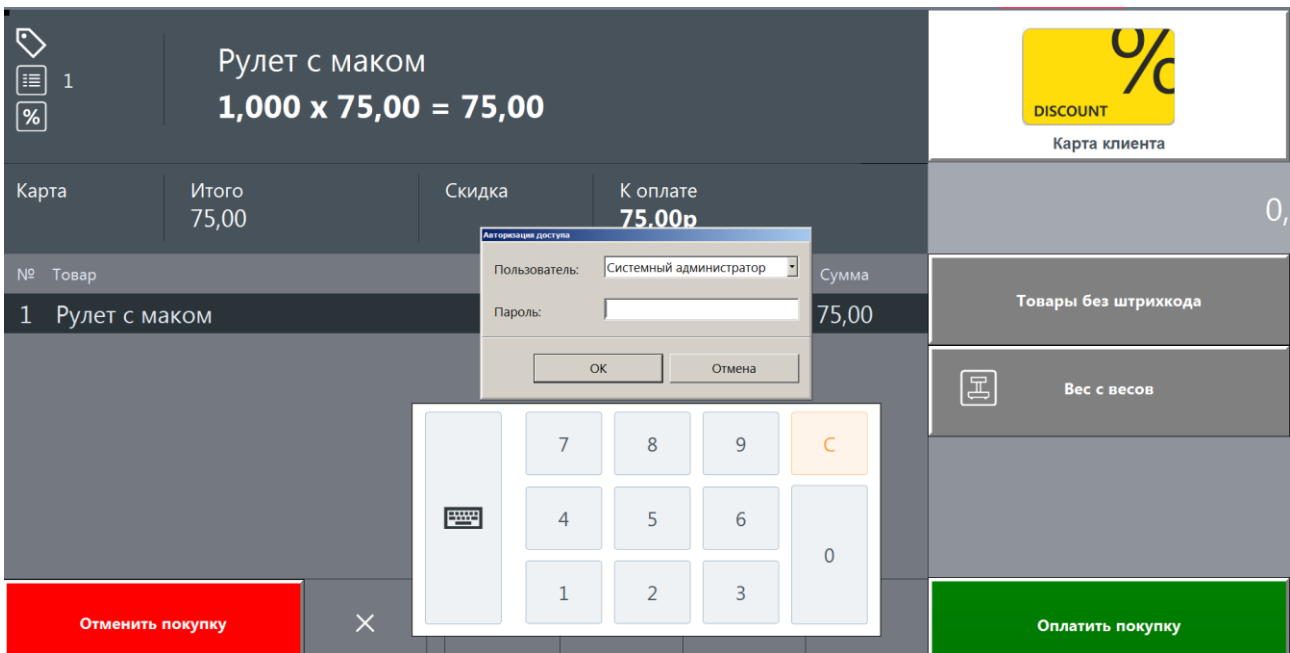 Рулет с маком
1
1,000 x 75,00 = 75,00
%
%
DISCOUNT
Карта клиента
Карта
Итого
75,00
Скидка
К оплате
75,00р
0,
Авторизация доступа
Пользователь:
Системный администратор
Пароль:
ОК
Отмена
№
Товар
Сумма
1
Рулет с маком
75,00
Товары без штрихкода
Вес с весов
7
8
9
C
4
5
6
0
1
2
3
Отменить покупку
Оплатить покупку